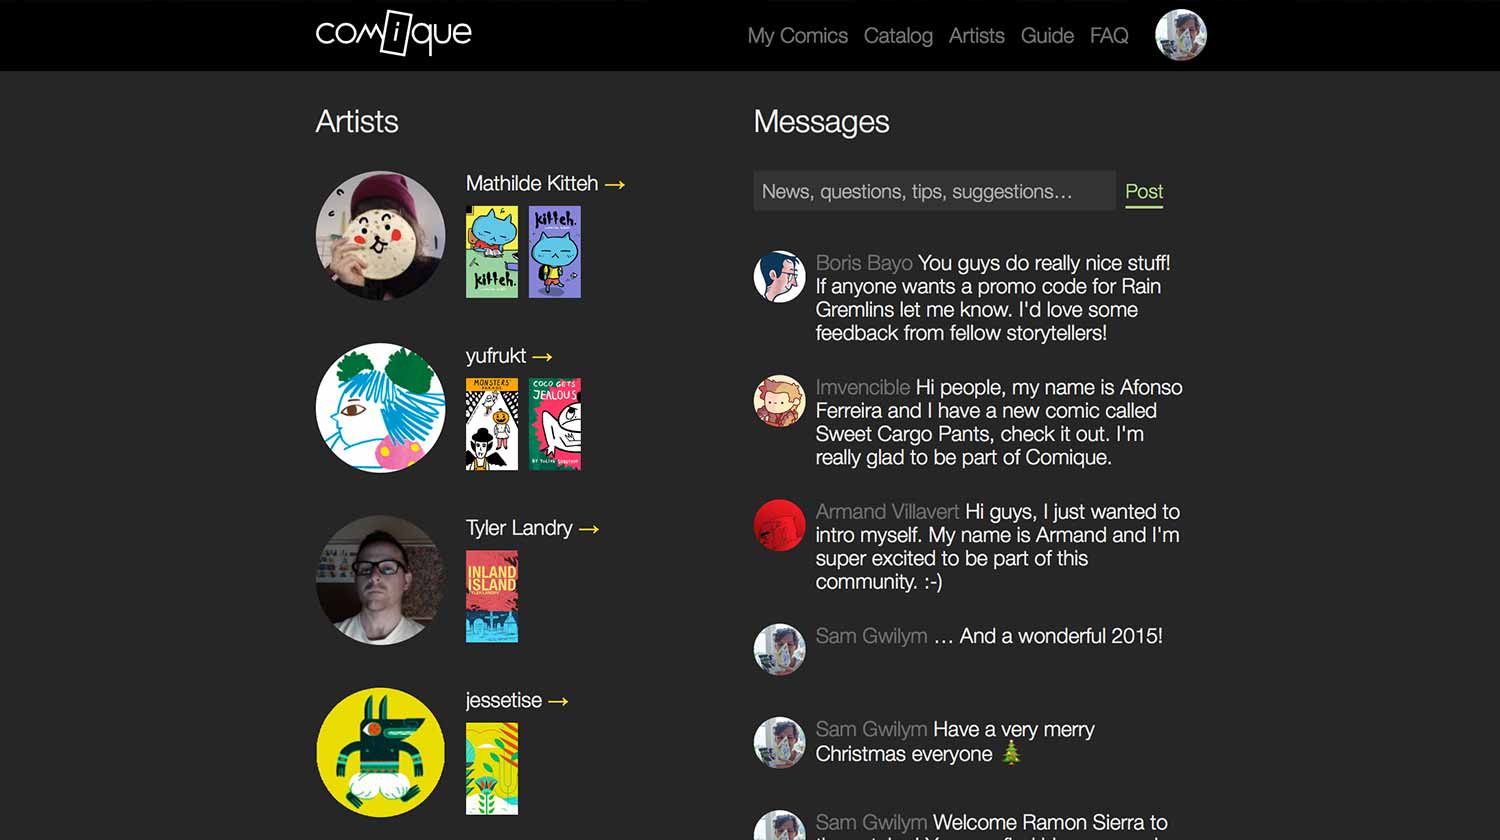 comique
My Comics Catalog Artists Guide FAQ
Artists
Mathilde Kitteh →
kitteh.
kitteh.
yufrukt →
MONSTERS'
COCO GETS
JEALOUS
Tyler Landry →
INLAND
ISLAND
TYLER LANDRY
jessetise →
Messages
News, questions, tips, suggestions... Post
Boris Bayo You guys do really nice stuff!
If anyone wants a promo code for Rain
Gremlins let me know. I'd love some
feedback from fellow storytellers!
Imvencible Hi people, my name is Afonso
Ferreira and I have a new comic called
Sweet Cargo Pants, check it out. I'm
really glad to be part of Comique.
Armand Villavert Hi guys, I just wanted to
intro myself. My name is Armand and I'm
super excited to be part of this
community. :-)
Sam Gwilym ... And a wonderful 2015!
Sam Gwilym Have a very merry
Christmas everyone 🎄
Sam Gwilym Welcome Ramon Sierra to